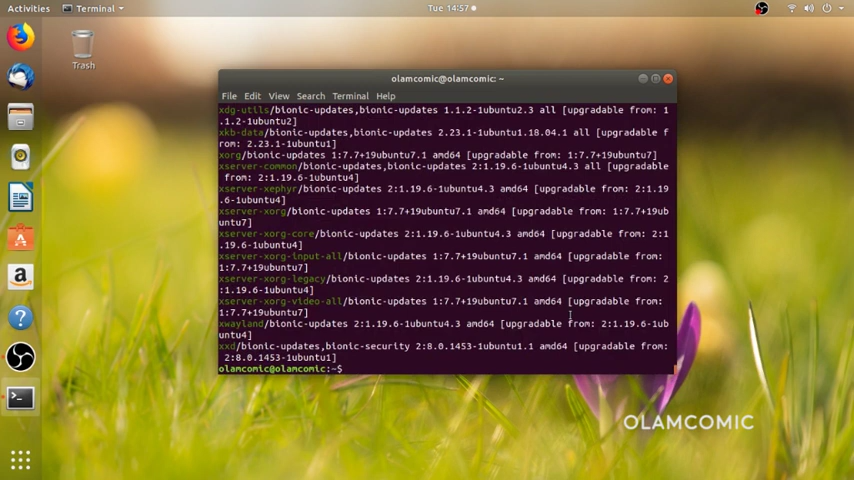 Activities
Terminal
Tue 14:57
Trash
olamcomic@olamcomic: ~
File Edit View Search Terminal Help
xdg-utils/bionic-updates,bionic-updates 1.1.2-1ubuntu2.3 all [upgradable from: 1
.1.2-1ubuntu2]
xkb-data/bionic-updates,bionic-updates 2.23.1-1ubuntu1.18.04.1 all [upgradable f
rom: 2.23.1-1ubuntu1]
xorg/bionic-updates 1:7.7+19ubuntu7.1 amd64 [upgradable from: 1:7.7+19ubuntu7]
xserver-common/bionic-updates,bionic-updates 2:1.19.6-1ubuntu4.3 all [upgradable
from: 2:1.19.6-1ubuntu4]
xserver-xephyr/bionic-updates 2:1.19.6-1ubuntu4.3 amd64 [upgradable from: 2:1.19
.6-1ubuntu4]
xserver-xorg/bionic-updates 1:7.7+19ubuntu7.1 amd64 [upgradable from: 1:7.7+19ub
untu7]
xserver-xorg-core/bionic-updates 2:1.19.6-1ubuntu4.3 amd64 [upgradable from: 2:1
.19.6-1ubuntu4]
xserver-xorg-input-all/bionic-updates 1:7.7+19ubuntu7.1 amd64 [upgradable from:
1:7.7+19ubuntu7]
xserver-xorg-legacy/bionic-updates 2:1.19.6-1ubuntu4.3 amd64 [upgradable from: 2
:1.19.6-1ubuntu4]
xserver-xorg-video-all/bionic-updates 1:7.7+19ubuntu7.1 amd64 [upgradable from:
1:7.7+19ubuntu7]
xwayland/bionic-updates 2:1.19.6-1ubuntu4.3 amd64 [upgradable from: 2:1.19.6-1ub
untu4]
xxd/bionic-updates,bionic-security 2:8.0.1453-1ubuntu1.1 amd64 [upgradable from:
2:8.0.1453-1ubuntu1]
olamcomic@olamcomic:~$
OLAMCOMIC